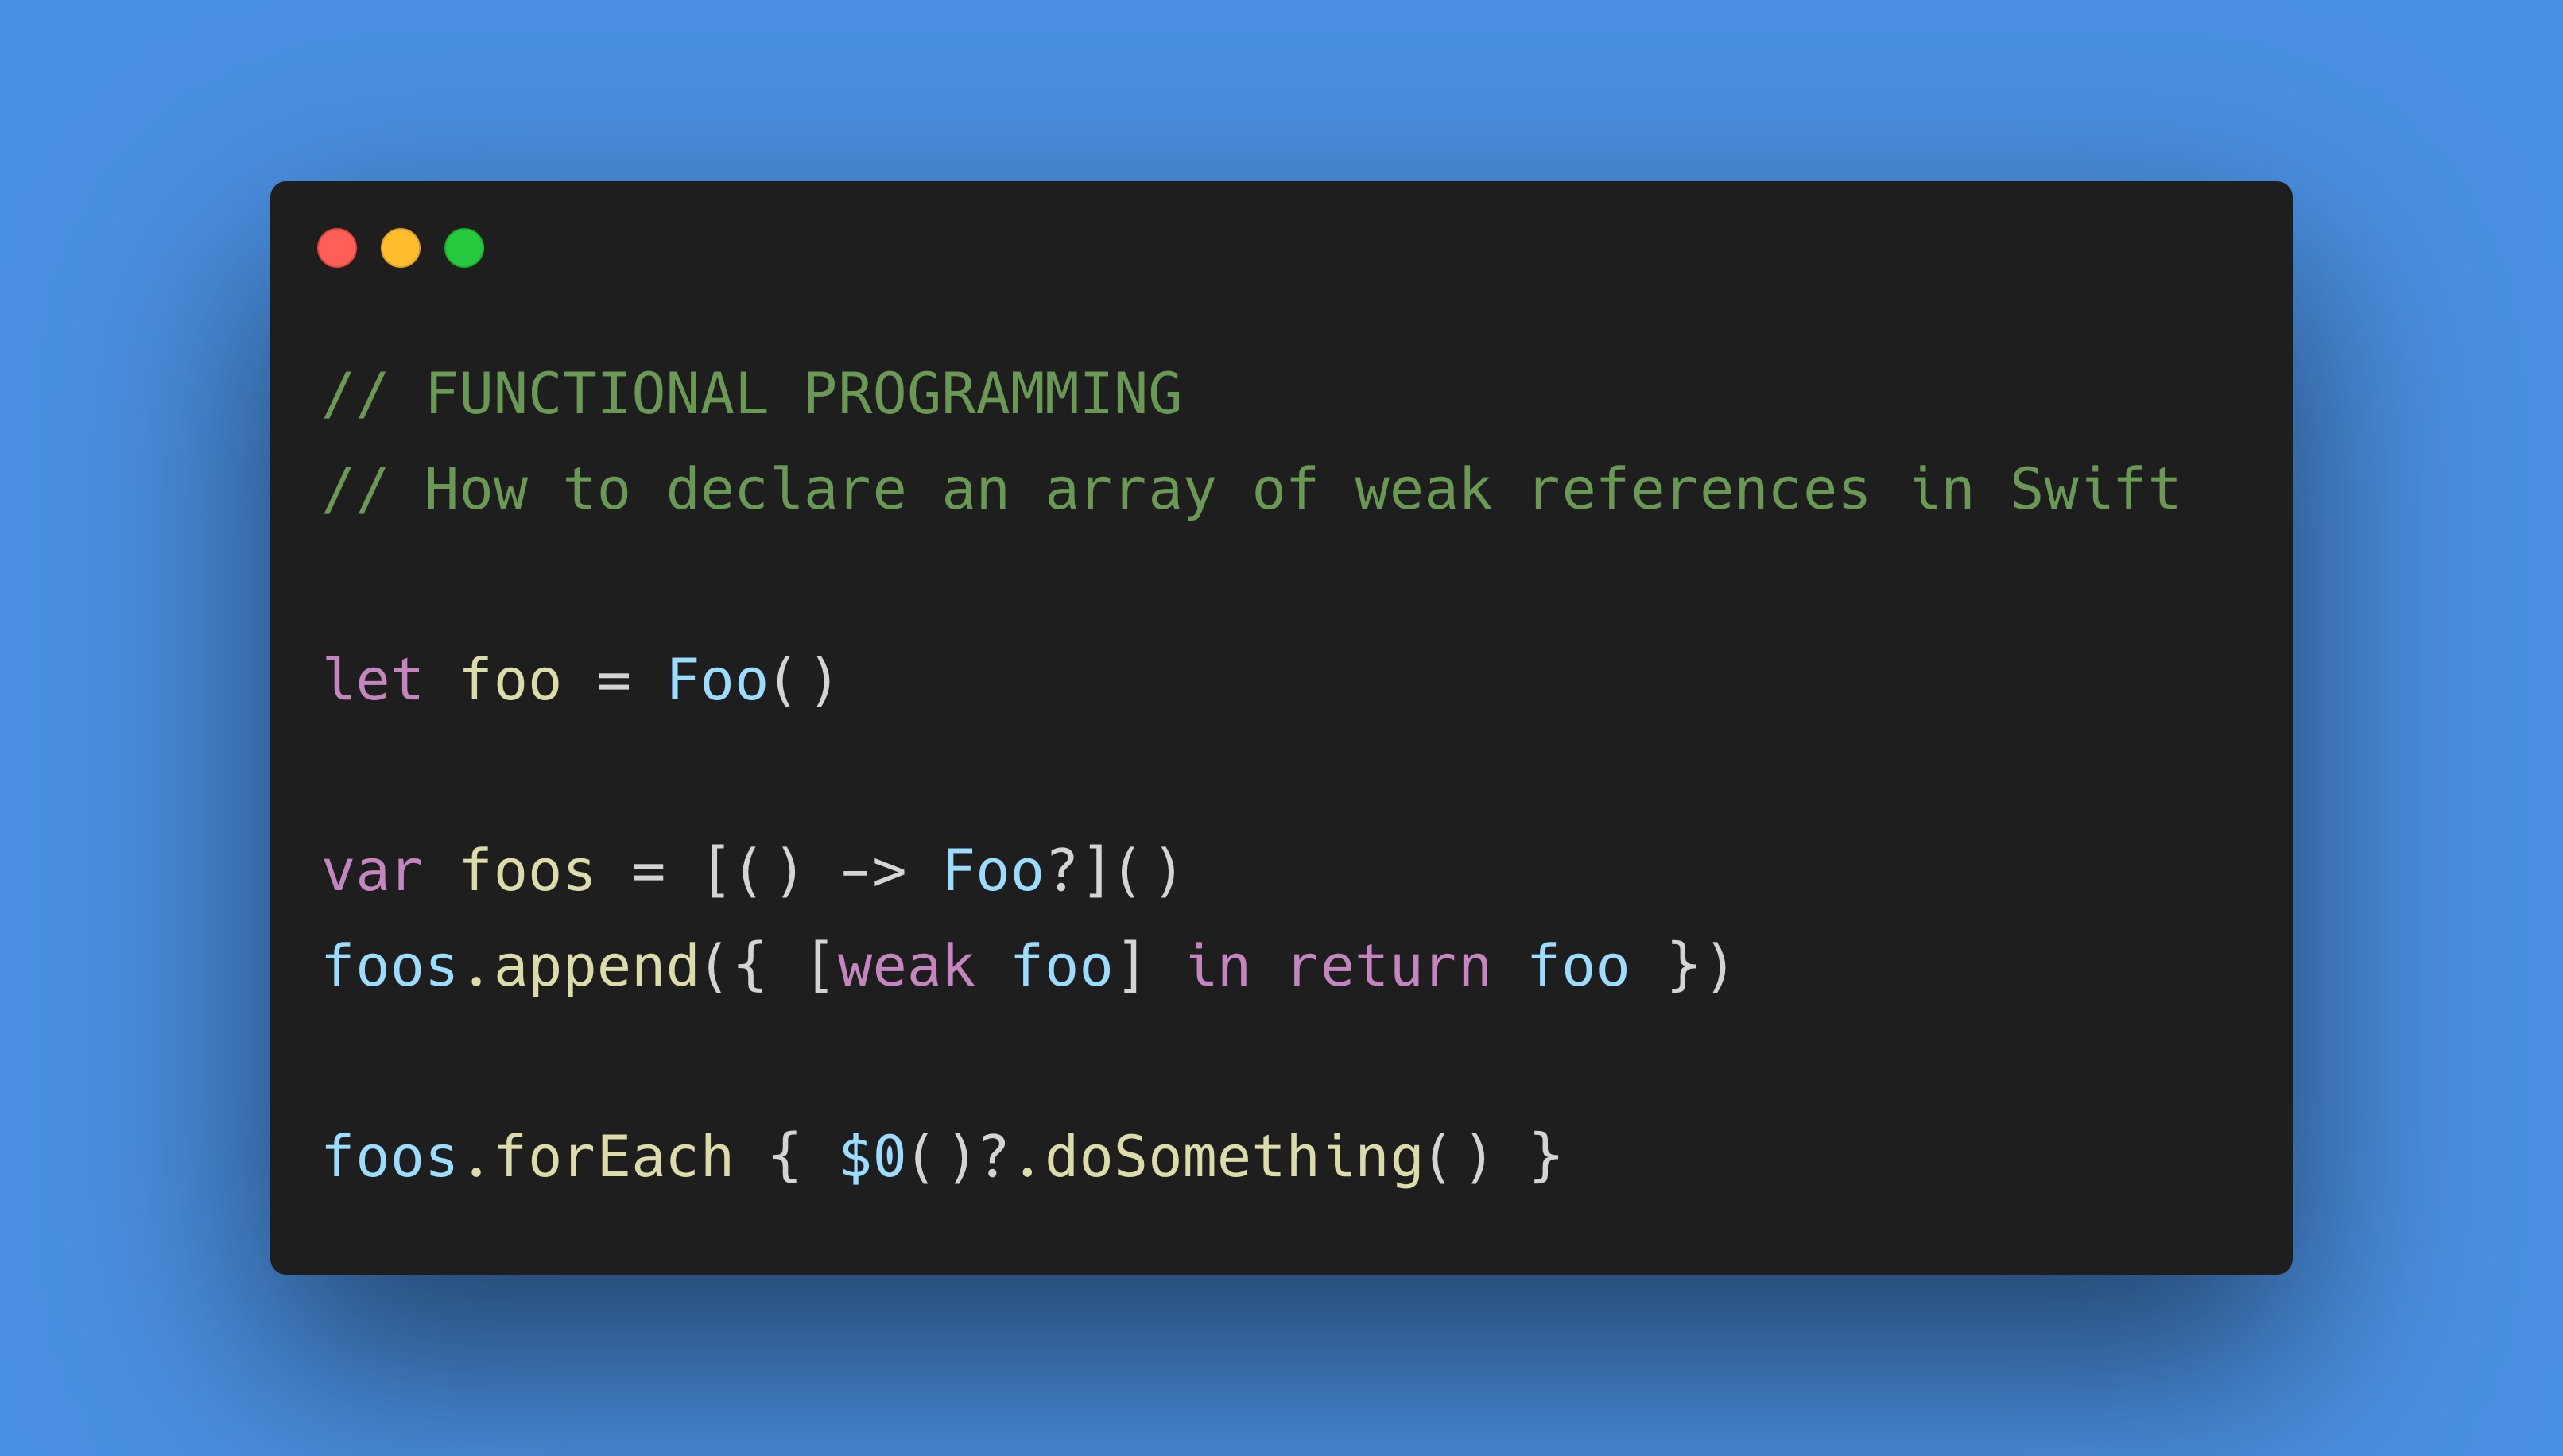 // FUNCTIONAL PROGRAMMING
// How to declare an array of weak references in Swift
let foo = Foo()
var foos = [() -> Foo?]()
foos.append({ [weak foo] in return foo })
foos.forEach { $0()?.doSomething() }